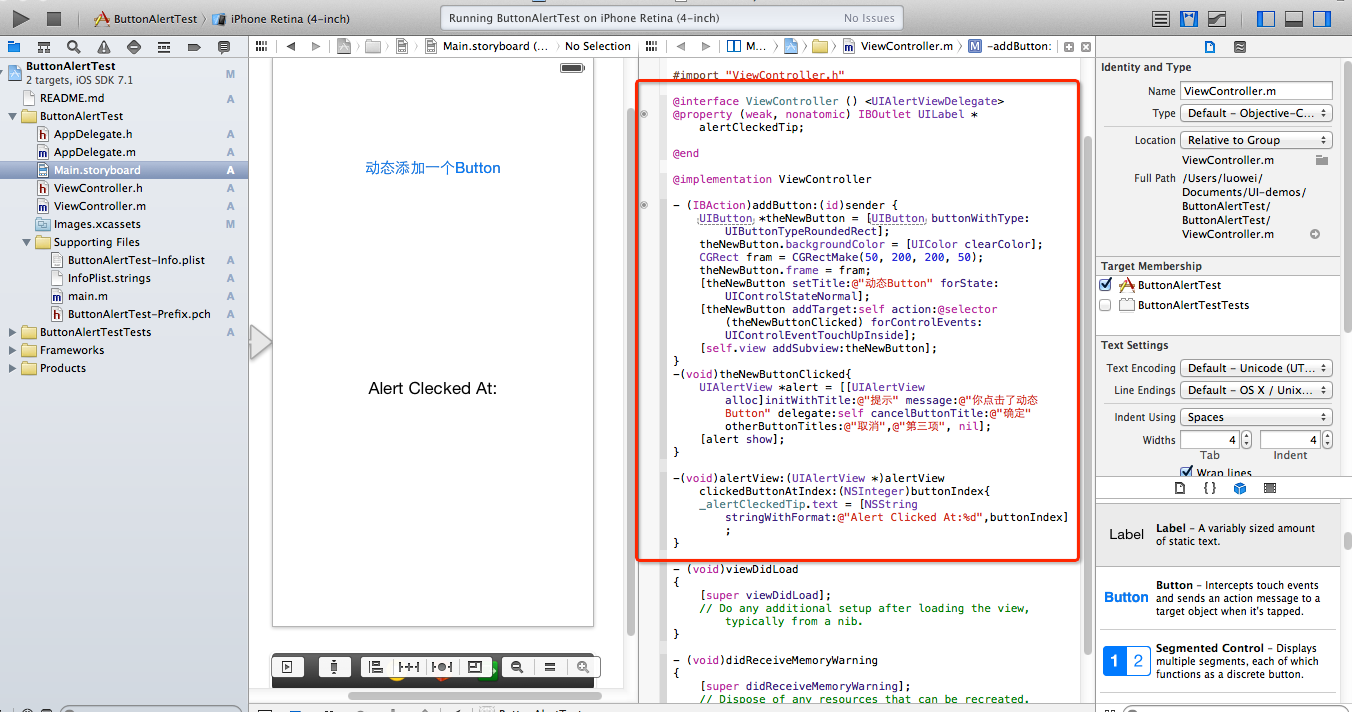 ButtonAlertTest 〉 iPhone Retina (4-inch)
Running ButtonAlertTest on iPhone Retina (4-inch)
No Issues
Main.storyboard (... 〉 No Selection
M... 〉 ViewController.m 〉 M -addButton:
ButtonAlertTest
2 targets, iOS SDK 7.1
M
README.md
A
ButtonAlertTest
AppDelegate.h
A
AppDelegate.m
A
Main.storyboard
A
ViewController.h
A
ViewController.m
A
Images.xcassets
M
Supporting Files
ButtonAlertTest-Info.plist
A
InfoPlist.strings
A
main.m
A
ButtonAlertTest-Prefix.pch
A
ButtonAlertTestTests
A
Frameworks
Products
动态添加一个Button
Alert Clecked At:
#import "ViewController.h"
@interface ViewController () <UIAlertViewDelegate>
@property (weak, nonatomic) IBOutlet UILabel *
alertCleckedTip;
@end
@implementation ViewController
- (IBAction)addButton:(id)sender {
UIButton *theNewButton = [UIButton buttonWithType:
UIButtonTypeRoundedRect];
theNewButton.backgroundColor = [UIColor clearColor];
CGRect fram = CGRectMake(50, 200, 200, 50);
theNewButton.frame = fram;
[theNewButton setTitle:@"动态Button" forState:
UIControlStateNormal];
[theNewButton addTarget:self action:@selector
(theNewButtonClicked) forControlEvents:
UIControlEventTouchUpInside];
[self.view addSubview:theNewButton];
}
-(void)theNewButtonClicked{
UIAlertView *alert = [[UIAlertView
alloc]initWithTitle:@"提示" message:@"你点击了动态
Button" delegate:self cancelButtonTitle:@"确定"
otherButtonTitles:@"取消",@"第三项", nil];
[alert show];
}
-(void)alertView:(UIAlertView *)alertView
clickedButtonAtIndex:(NSInteger)buttonIndex{
_alertCleckedTip.text = [NSString
stringWithFormat:@"Alert Clicked At:%d",buttonIndex]
;
}
- (void)viewDidLoad
{
[super viewDidLoad];
// Do any additional setup after loading the view,
typically from a nib.
}
- (void)didReceiveMemoryWarning
{
[super didReceiveMemoryWarning];
// Dispose of any resources that can be recreated.
Identity and Type
Name ViewController.m
Type Default - Objective-C...
Location Relative to Group
ViewController.m
Full Path /Users/luowei/
Documents/UI-demos/
ButtonAlertTest/
ButtonAlertTest/
ViewController.m
Target Membership
ButtonAlertTest
ButtonAlertTestTests
Text Settings
Text Encoding Default - Unicode (UT...
Line Endings Default - OS X / Unix...
Indent Using Spaces
Widths 4 4
Tab Indent
Wrap lines
{ }
Label
Label - A variably sized amount
of static text.
Button
Button - Intercepts touch events
and sends an action message to a
target object when it's tapped.
1 2
Segmented Control - Displays
multiple segments, each of which
functions as a discrete button.